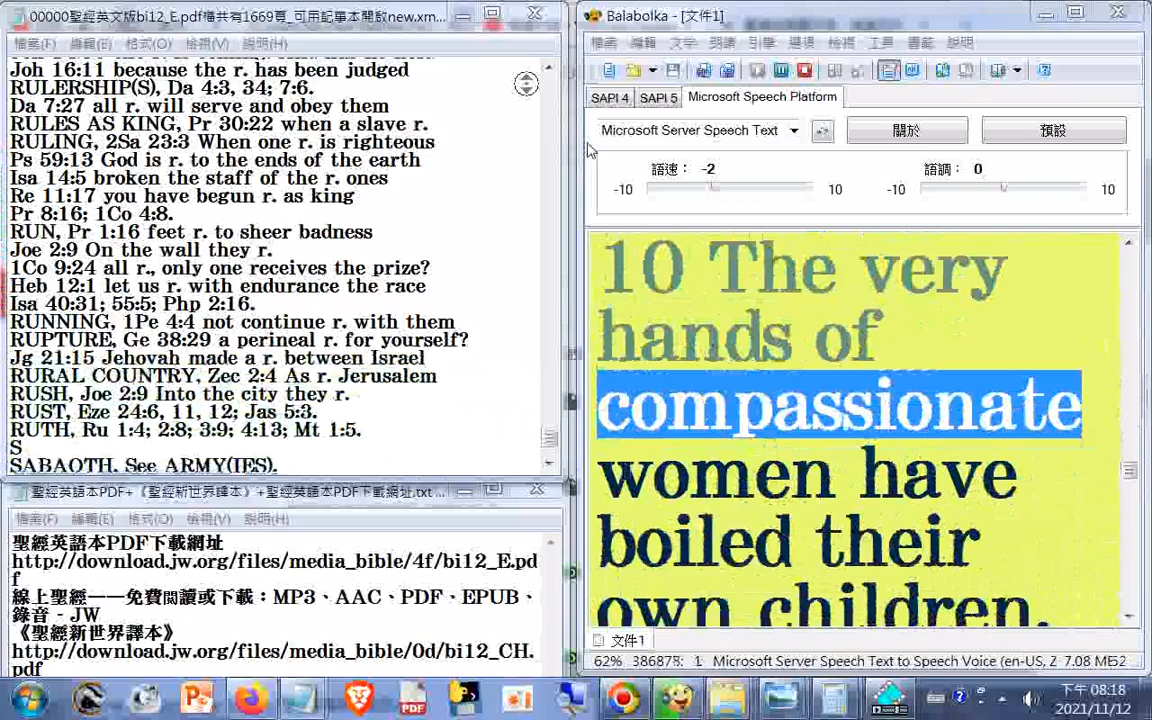 00000聖經英文版bi12_E.pdf檔共有1669頁_可用記事本開啟new.xm...
檔案(F) 編輯(E) 格式(O) 檢視(V) 說明(H)
Joh 16:11 because the r. has been judged
RULERSHIP(S), Da 4:3, 34; 7:6.
Da 7:27 all r. will serve and obey them
RULES AS KING, Pr 30:22 when a slave r.
RULING, 2Sa 23:3 When one r. is righteous
Ps 59:13 God is r. to the ends of the earth
Isa 14:5 broken the staff of the r. ones
Re 11:17 you have begun r. as king
Pr 8:16; 1Co 4:8.
RUN, Pr 1:16 feet r. to sheer badness
Joe 2:9 On the wall they r.
1Co 9:24 all r., only one receives the prize?
Heb 12:1 let us r. with endurance the race
Isa 40:31; 55:5; Php 2:16.
RUNNING, 1Pe 4:4 not continue r. with them
RUPTURE, Ge 38:29 a perineal r. for yourself?
Jg 21:15 Jehovah made a r. between Israel
RURAL COUNTRY, Zec 2:4 As r. Jerusalem
RUSH, Joe 2:9 Into the city they r.
RUST, Eze 24:6, 11, 12; Jas 5:3.
RUTH, Ru 1:4; 2:8; 3:9; 4:13; Mt 1:5.
S
SABAOTH. See ARMY(IES).
聖經英語本PDF+《聖經新世界譯本》+聖經英語本PDF下載網址.txt ...
檔案(F) 編輯(E) 格式(O) 檢視(V) 說明(H)
聖經英語本PDF下載網址
http://download.jw.org/files/media_bible/4f/bi12_E.pd
f
線上聖經——免費閱讀或下載：MP3、AAC、PDF、EPUB、
錄音 - JW
《聖經新世界譯本》
http://download.jw.org/files/media_bible/0d/bi12_CH.
pdf
Balabolka - [文件1]
檔案 編輯 文字 朗讀 引擎 選項 檢視 工具 書籤 說明
SAPI 4 SAPI 5 Microsoft Speech Platform
Microsoft Server Speech Text 關於 預設
語速： -2 語調： 0
-10 10 -10 10
10 The very
hands of
compassionate
women have
boiled their
own children.
文件1
62% 38687 : 1 Microsoft Server Speech Text to Speech Voice (en-US, Z 7.08 MB
下午 08:18
2021/11/12